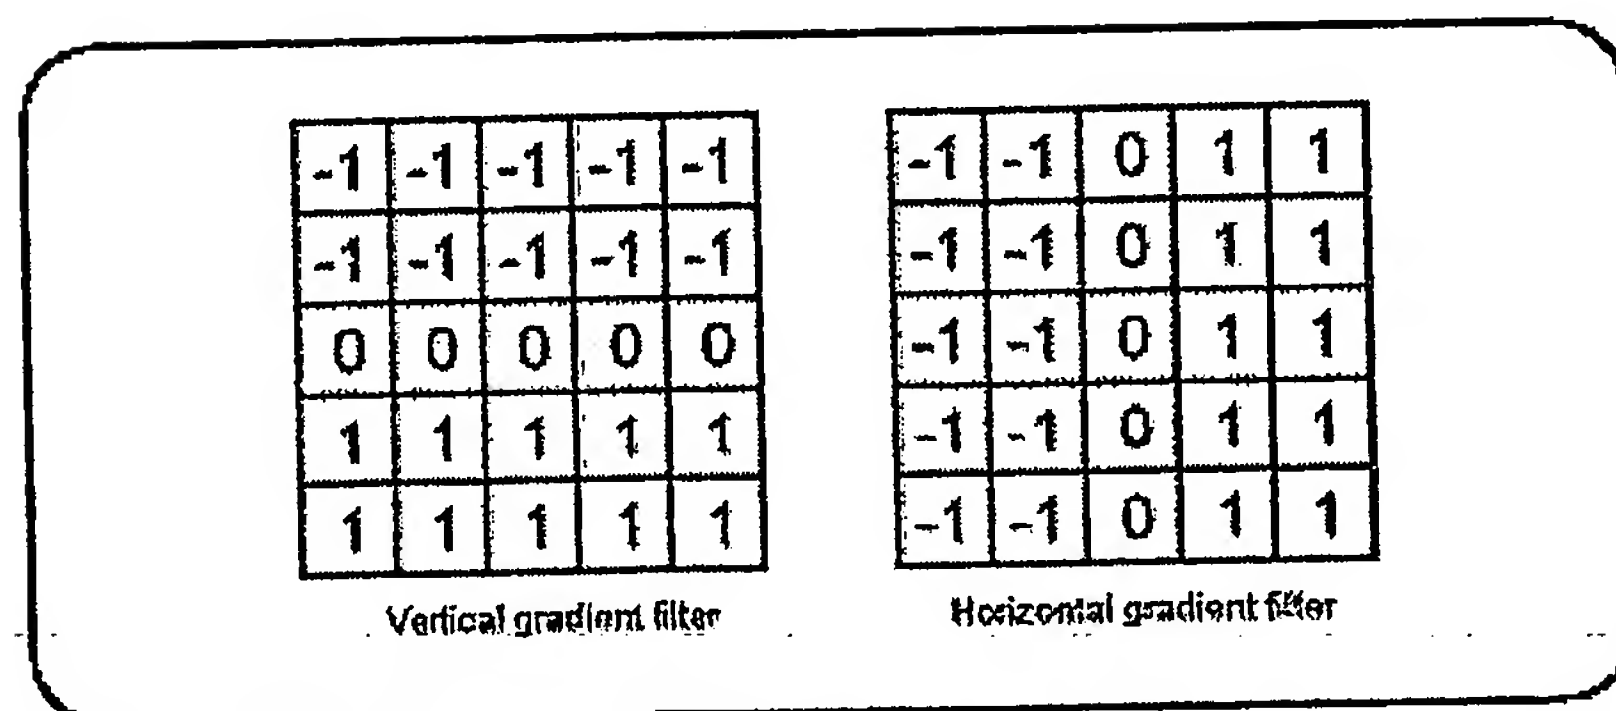 -1 -1 -1 -1 -1
-1 -1 -1 -1 -1
0 0 0 0 0
1 1 1 1 1
1 1 1 1 1
Vertical gradient filter
-1 -1 0 1 1
-1 -1 0 1 1
-1 -1 0 1 1
-1 -1 0 1 1
-1 -1 0 1 1
Horizontal gradient filter